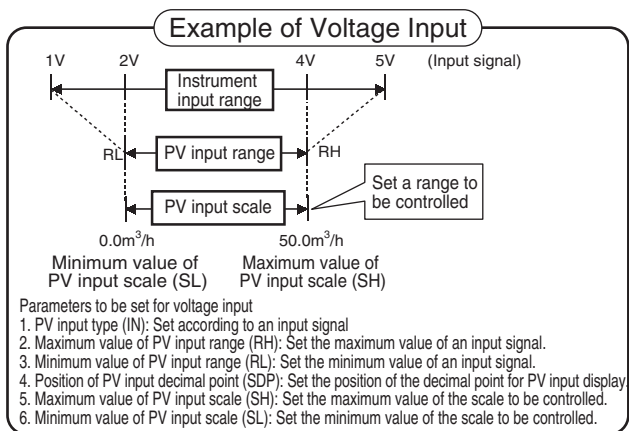 Example of Voltage Input
1V 2V 4V 5V (Input signal)
Instrument
input range
RL PV input range RH
PV input scale
Set a range to
be controlled
0.0m³/h 50.0m³/h
Minimum value of
PV input scale (SL)
Maximum value of
PV input scale (SH)
Parameters to be set for voltage input
1. PV input type (IN): Set according to an input signal
2. Maximum value of PV input range (RH): Set the maximum value of an input signal.
3. Minimum value of PV input range (RL): Set the minimum value of an input signal.
4. Position of PV input decimal point (SDP): Set the position of the decimal point for PV input display.
5. Maximum value of PV input scale (SH): Set the maximum value of the scale to be controlled.
6. Minimum value of PV input scale (SL): Set the minimum value of the scale to be controlled.